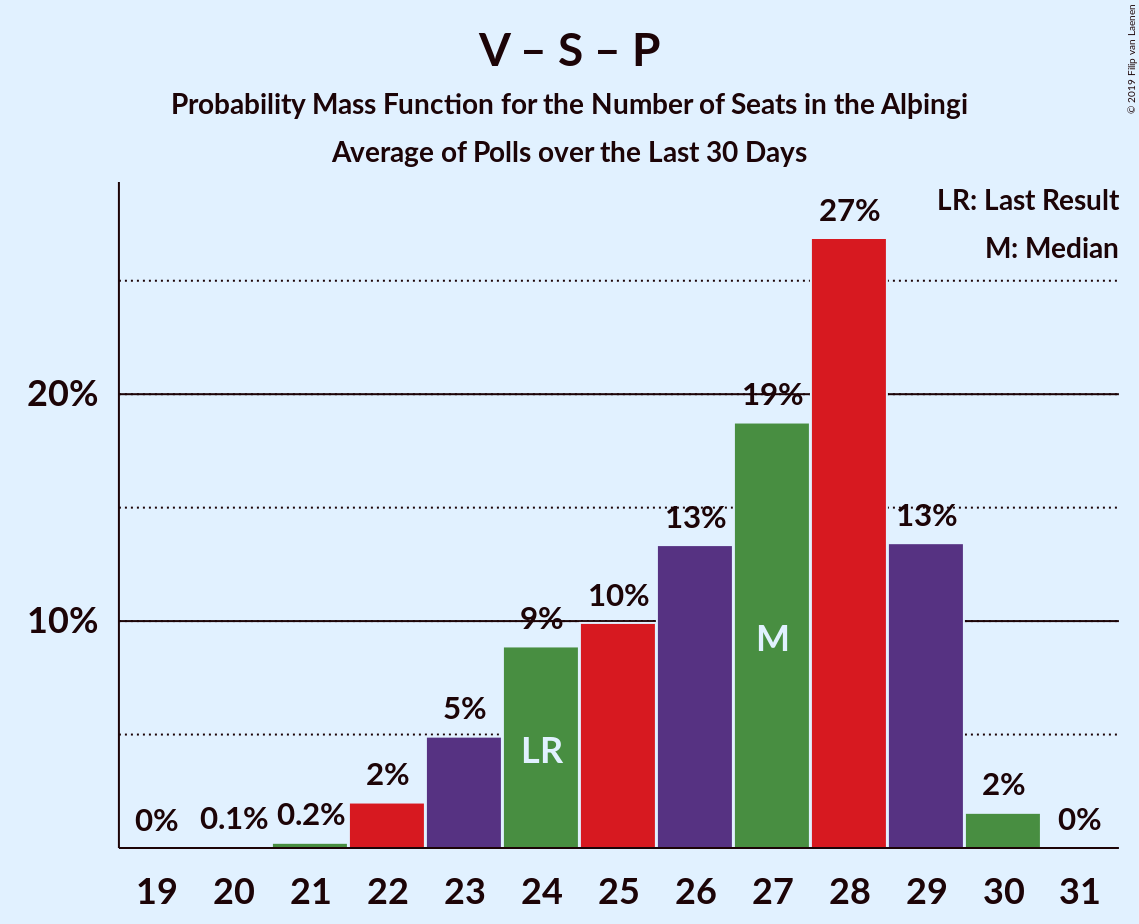 V – S – P
Probability Mass Function for the Number of Seats in the Alþingi
Average of Polls over the Last 30 Days
© 2019 Filip van Laenen
LR: Last Result
M: Median
27%
20%
19%
13%
13%
10%
10%
9%
M
5%
LR
2%
2%
0%
0.1%
0.2%
0%
19 20 21 22 23 24 25 26 27 28 29 30 31